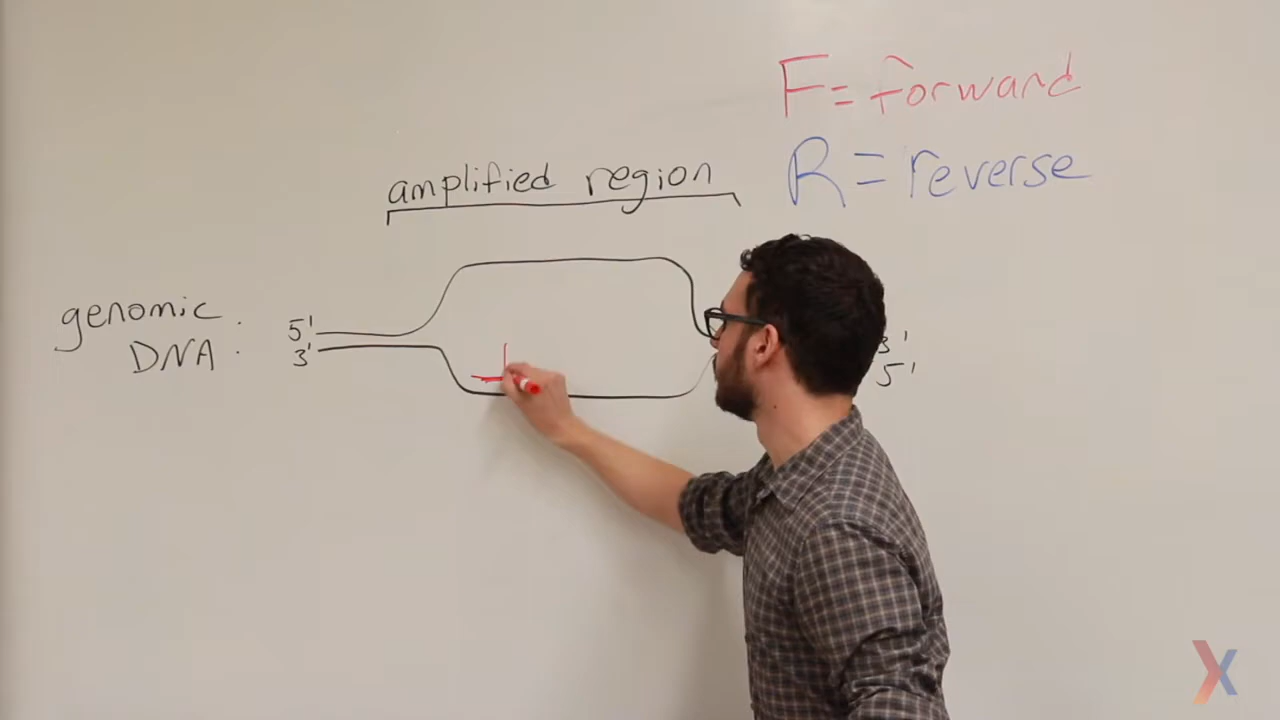 F = forward
R = reverse
amplified region
genomic DNA:
5'
3'
3'
5'
X